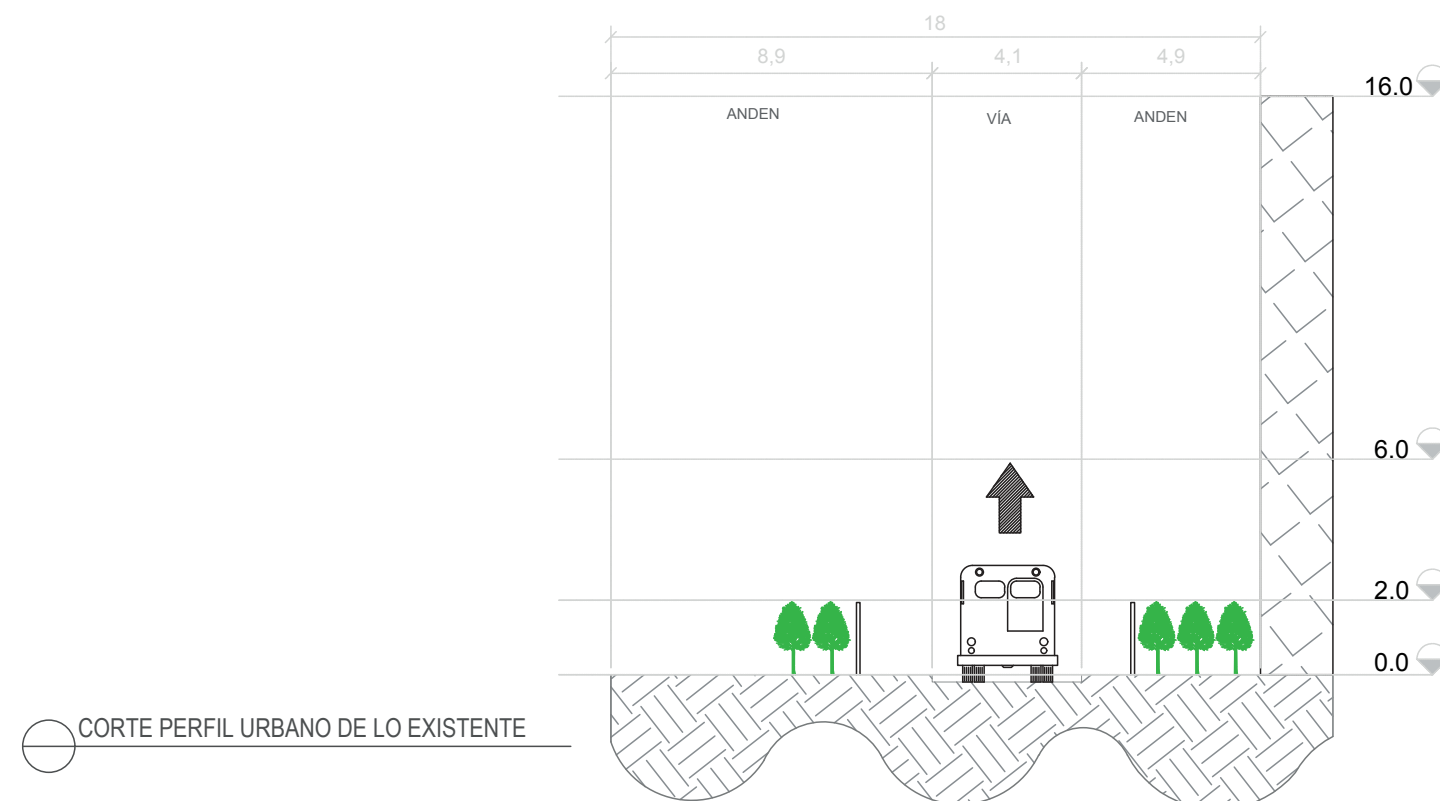 18
8,9 4,1 4,9
16.0
ANDEN VÍA ANDEN
6.0
2.0
0.0
CORTE PERFIL URBANO DE LO EXISTENTE